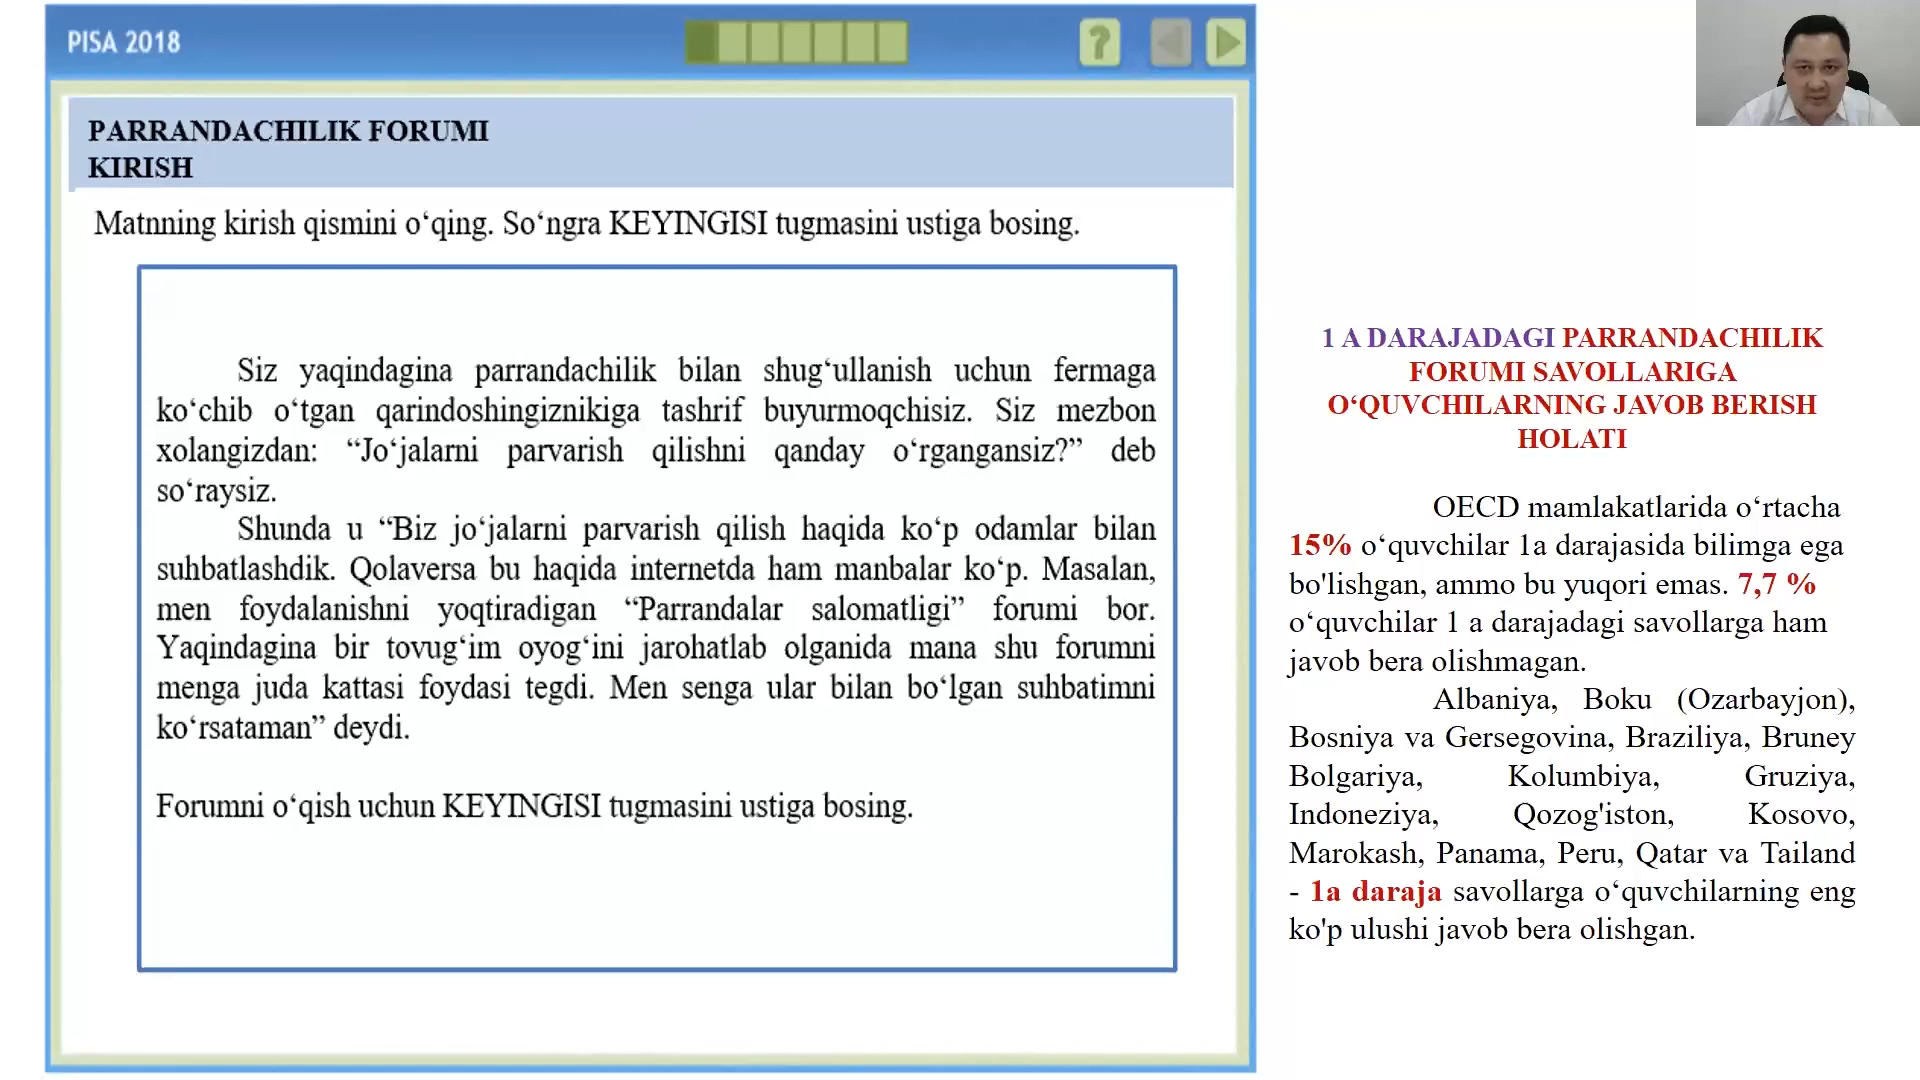 PISA 2018
?
PARRANDACHILIK FORUMI
KIRISH
Matnning kirish qismini o‘qing. So‘ngra KEYINGISI tugmasini ustiga bosing.
Siz yaqindagina parrandachilik bilan shug‘ullanish uchun fermaga
ko‘chib o‘tgan qarindoshingiznikiga tashrif buyurmoqchisiz. Siz mezbon
xolangizdan: “Jo‘jalarni parvarish qilishni qanday o‘rgangansiz?” deb
so‘raysiz.
Shunda u “Biz jo‘jalarni parvarish qilish haqida ko‘p odamlar bilan
suhbatlashdik. Qolaversa bu haqida internetda ham manbalar ko‘p. Masalan,
men foydalanishni yoqtiradigan “Parrandalar salomatligi” forumi bor.
Yaqindagina bir tovug‘im oyog‘ini jarohatlab olganida mana shu forumni
menga juda kattasi foydasi tegdi. Men senga ular bilan bo‘lgan suhbatimni
ko‘rsataman” deydi.
Forumni o‘qish uchun KEYINGISI tugmasini ustiga bosing.
1 A DARAJADAGI PARRANDACHILIK
FORUMI SAVOLLARIGA
O‘QUVCHILARNING JAVOB BERISH
HOLATI
OECD mamlakatlarida o‘rtacha
15% o‘quvchilar 1a darajasida bilimga ega
bo'lishgan, ammo bu yuqori emas. 7,7 %
o‘quvchilar 1 a darajadagi savollarga ham
javob bera olishmagan.
Albaniya, Boku (Ozarbayjon),
Bosniya va Gersegovina, Braziliya, Bruney
Bolgariya, Kolumbiya, Gruziya,
Indoneziya, Qozog'iston, Kosovo,
Marokash, Panama, Peru, Qatar va Tailand
- 1a daraja savollarga o‘quvchilarning eng
ko'p ulushi javob bera olishgan.